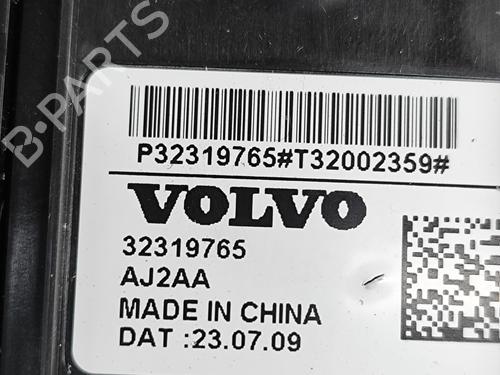 B-PARTS
P32319765#T32002359#
VOLVO
32319765
AJ2AA
MADE IN CHINA
DAT :23.07.09